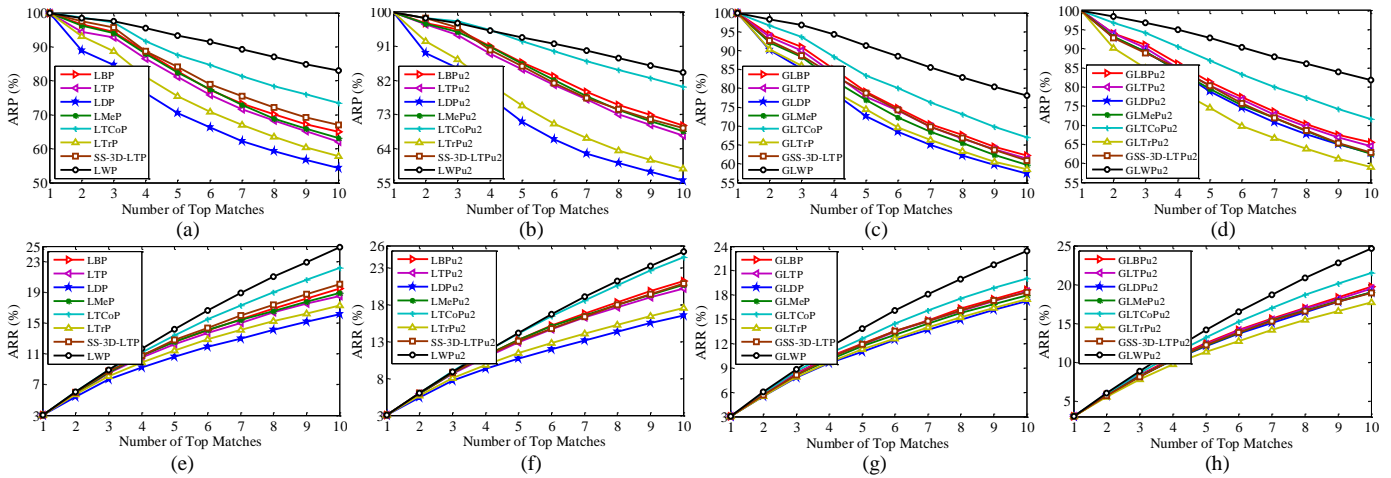 100
90
80
70
60
50
ARP (%)
LBP
LTP
LDP
LMeP
LTCoP
LTrP
SS-3D-LTP
LWP
1 2 3 4 5 6 7 8 9 10
Number of Top Matches
(a)
100
91
82
73
64
55
ARP (%)
LBPu2
LTPu2
LDPu2
LMePu2
LTCoPu2
LTrPu2
SS-3D-LTPu2
LWPu2
1 2 3 4 5 6 7 8 9 10
Number of Top Matches
(b)
100
95
90
85
80
75
70
65
60
55
ARP (%)
GLBP
GLTP
GLDP
GLMeP
GLTCoP
GLTrP
GSS-3D-LTP
GLWP
1 2 3 4 5 6 7 8 9 10
Number of Top Matches
(c)
100
95
90
85
80
75
70
65
60
55
ARP (%)
GLBPu2
GLTPu2
GLDPu2
GLMePu2
GLTCoPu2
GLTrPu2
GSS-3D-LTPu2
GLWPu2
1 2 3 4 5 6 7 8 9 10
Number of Top Matches
(d)
25
23
19
15
11
7
3
ARR (%)
LBP
LTP
LDP
LMeP
LTCoP
LTrP
SS-3D-LTP
LWP
1 2 3 4 5 6 7 8 9 10
Number of Top Matches
(e)
26
23
18
13
8
3
ARR (%)
LBPu2
LTPu2
LDPu2
LMePu2
LTCoPu2
LTrPu2
SS-3D-LTPu2
LWPu2
1 2 3 4 5 6 7 8 9 10
Number of Top Matches
(f)
24
21
18
15
12
9
6
3
ARR (%)
GLBP
GLTP
GLDP
GLMeP
GLTCoP
GLTrP
GSS-3D-LTP
GLWP
1 2 3 4 5 6 7 8 9 10
Number of Top Matches
(g)
25
20
15
10
5
3
ARR (%)
GLBPu2
GLTPu2
GLDPu2
GLMePu2
GLTCoPu2
GLTrPu2
GSS-3D-LTPu2
GLWPu2
1 2 3 4 5 6 7 8 9 10
Number of Top Matches
(h)